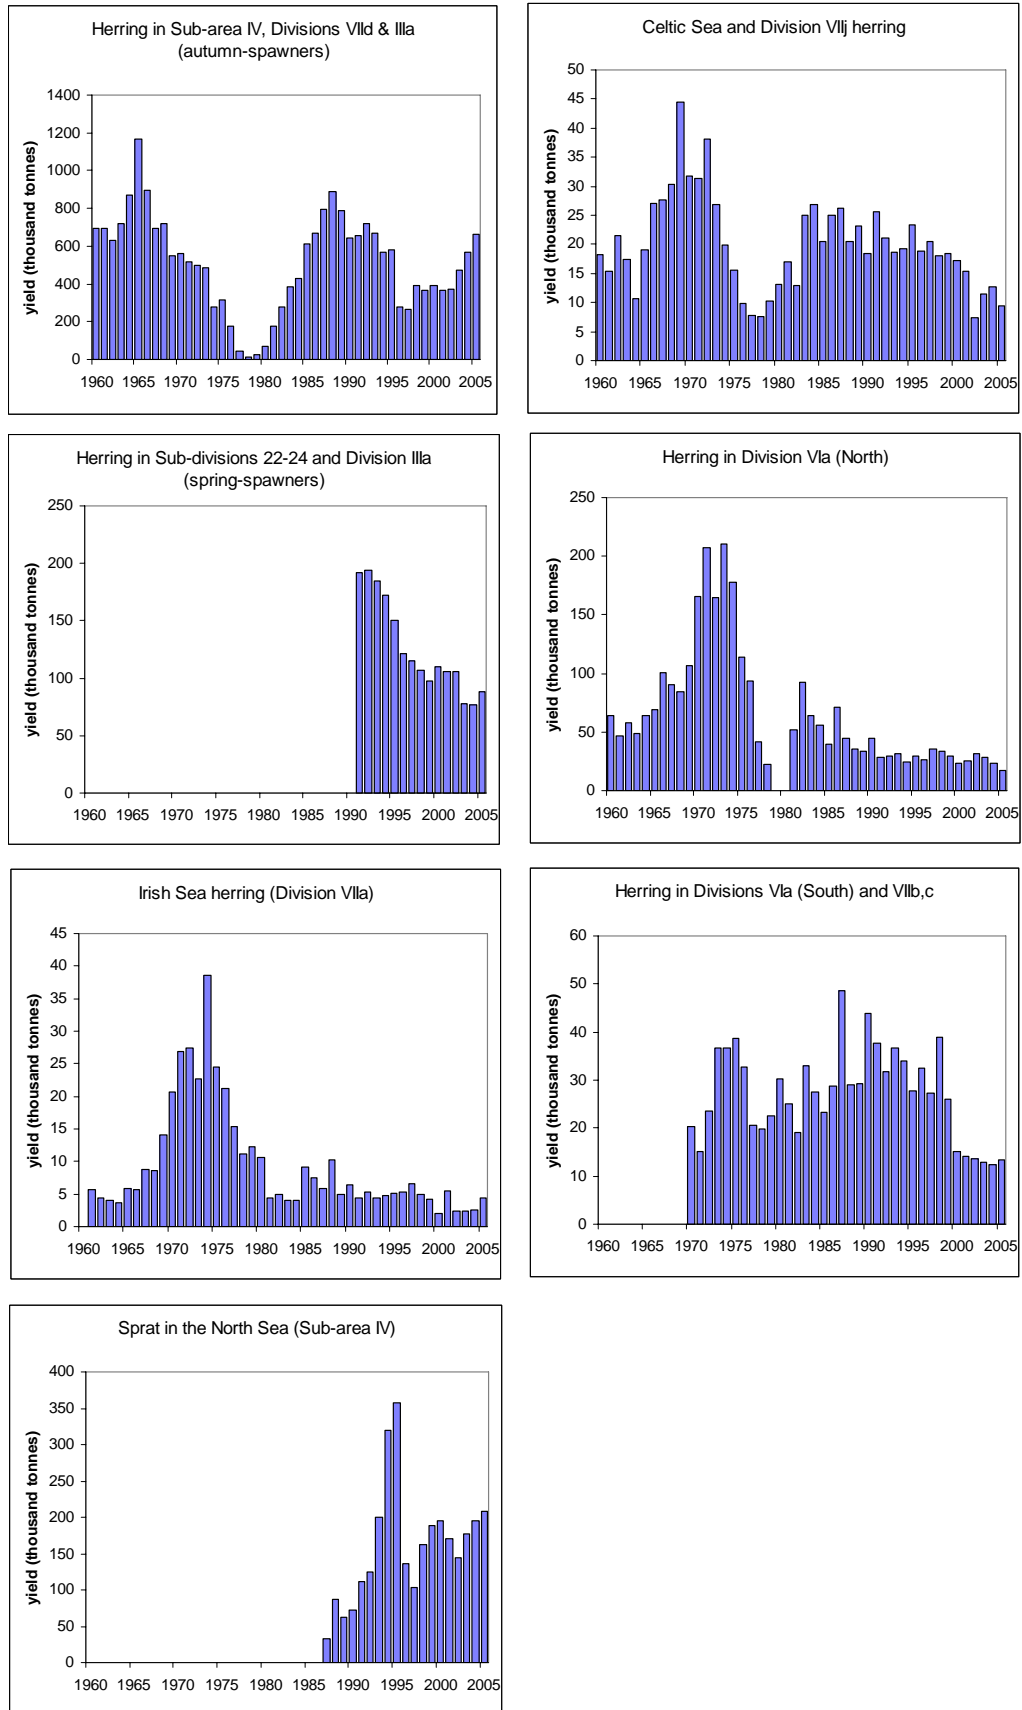 Herring in Sub-area IV, Divisions VIId & IIIa
(autumn-spawners)
yield (thousand tonnes)
1400
1200
1000
800
600
400
200
0
1960 1965 1970 1975 1980 1985 1990 1995 2000 2005
Celtic Sea and Division VIIj herring
yield (thousand tonnes)
50
45
40
35
30
25
20
15
10
5
0
1960 1965 1970 1975 1980 1985 1990 1995 2000 2005
Herring in Sub-divisions 22-24 and Division IIIa
(spring-spawners)
yield (thousand tonnes)
250
200
150
100
50
0
1960 1965 1970 1975 1980 1985 1990 1995 2000 2005
Herring in Division VIa (North)
yield (thousand tonnes)
250
200
150
100
50
0
1960 1965 1970 1975 1980 1985 1990 1995 2000 2005
Irish Sea herring (Division VIIa)
yield (thousand tonnes)
45
40
35
30
25
20
15
10
5
0
1960 1965 1970 1975 1980 1985 1990 1995 2000 2005
Herring in Divisions VIa (South) and VIIb,c
yield (thousand tonnes)
60
50
40
30
20
10
0
1960 1965 1970 1975 1980 1985 1990 1995 2000 2005
Sprat in the North Sea (Sub-area IV)
yield (thousand tonnes)
400
350
300
250
200
150
100
50
0
1960 1965 1970 1975 1980 1985 1990 1995 2000 2005